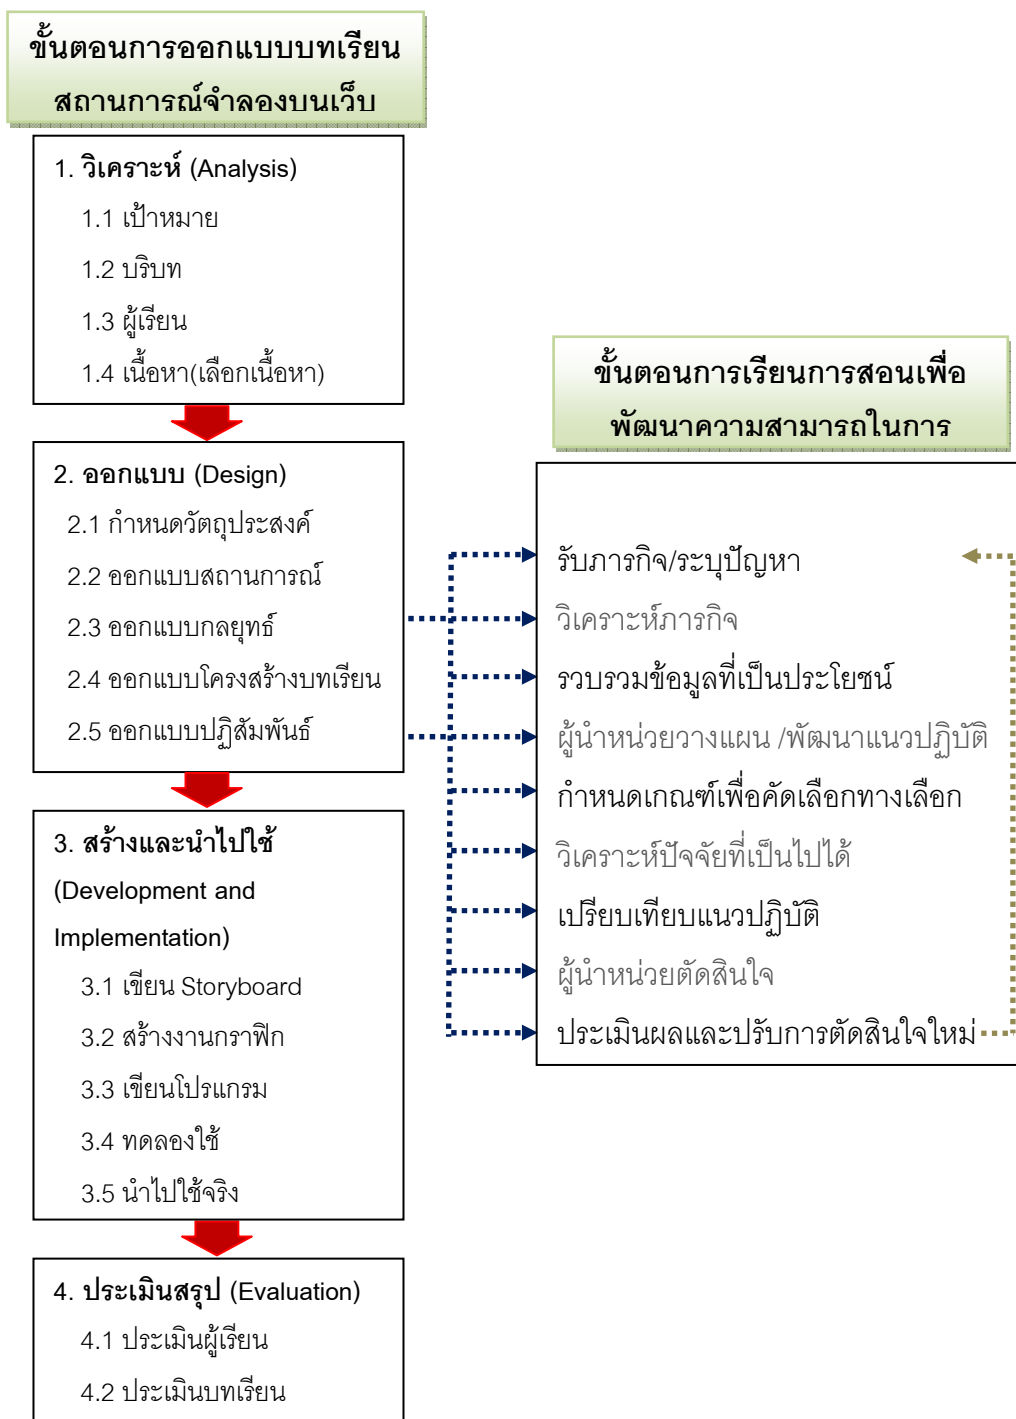 ขั้นตอนการออกแบบบทเรียน
สถานการณ์จำลองบนเว็บ
1. วิเคราะห์ (Analysis)
1.1 เป้าหมาย
1.2 บริบท
1.3 ผู้เรียน
1.4 เนื้อหา(เลือกเนื้อหา)
2. ออกแบบ (Design)
2.1 กำหนดวัตถุประสงค์
2.2 ออกแบบสถานการณ์
2.3 ออกแบบกลยุทธ์
2.4 ออกแบบโครงสร้างบทเรียน
2.5 ออกแบบปฏิสัมพันธ์
3. สร้างและนำไปใช้
(Development and
Implementation)
3.1 เขียน Storyboard
3.2 สร้างงานกราฟิก
3.3 เขียนโปรแกรม
3.4 ทดลองใช้
3.5 นำไปใช้จริง
4. ประเมินสรุป (Evaluation)
4.1 ประเมินผู้เรียน
4.2 ประเมินบทเรียน
ขั้นตอนการเรียนการสอนเพื่อ
พัฒนาความสามารถในการ
รับภารกิจ/ระบุปัญหา
วิเคราะห์ภารกิจ
รวบรวมข้อมูลที่เป็นประโยชน์
ผู้นำหน่วยวางแผน /พัฒนาแนวปฏิบัติ
กำหนดเกณฑ์เพื่อคัดเลือกทางเลือก
วิเคราะห์ปัจจัยที่เป็นไปได้
เปรียบเทียบแนวปฏิบัติ
ผู้นำหน่วยตัดสินใจ
ประเมินผลและปรับการตัดสินใจใหม่